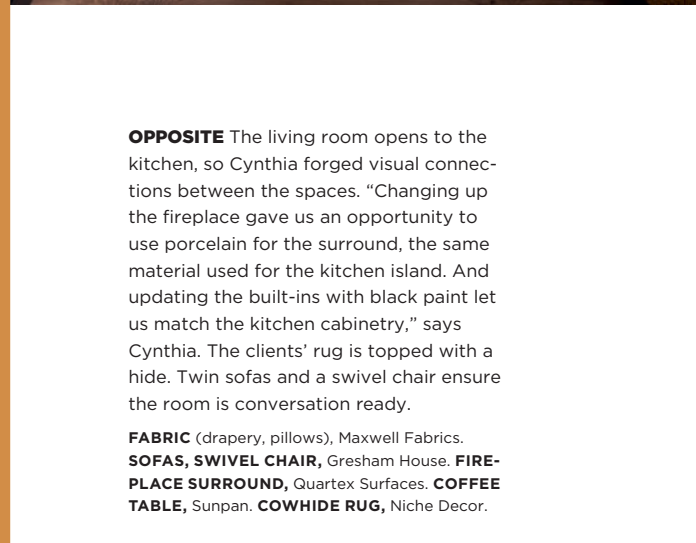 OPPOSITE The living room opens to the
kitchen, so Cynthia forged visual connec-
tions between the spaces. “Changing up
the fireplace gave us an opportunity to
use porcelain for the surround, the same
material used for the kitchen island. And
updating the built-ins with black paint let
us match the kitchen cabinetry,” says
Cynthia. The clients’ rug is topped with a
hide. Twin sofas and a swivel chair ensure
the room is conversation ready.
FABRIC (drapery, pillows), Maxwell Fabrics.
SOFAS, SWIVEL CHAIR, Gresham House. FIRE-
PLACE SURROUND, Quartex Surfaces. COFFEE
TABLE, Sunpan. COWHIDE RUG, Niche Decor.